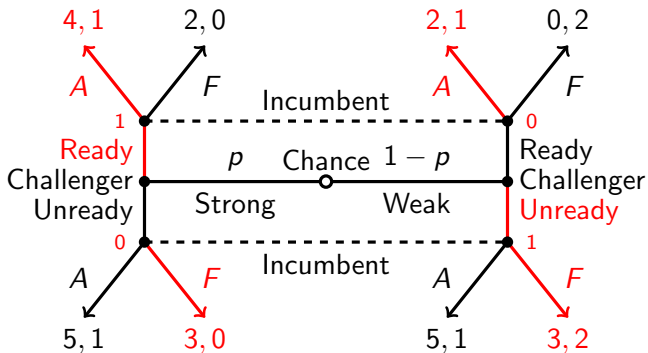 4, 1
2, 0
2, 1
0, 2
A
F
A
F
Incumbent
1
0
Ready
p
Chance
1 − p
Ready
Challenger
Challenger
Unready
Strong
Weak
Unready
0
1
Incumbent
A
F
A
F
5, 1
3, 0
5, 1
3, 2